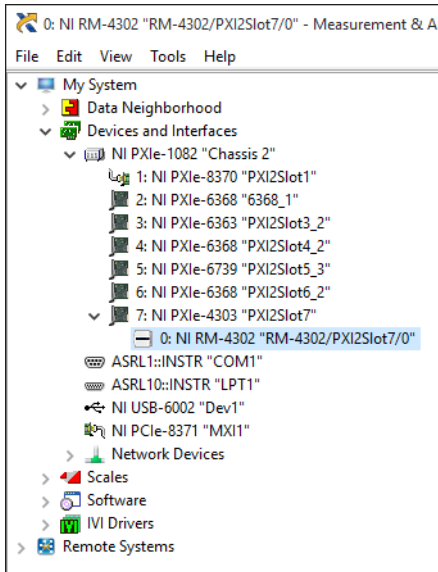 0: NI RM-4302 "RM-4302/PXI2Slot7/0" - Measurement & A
File Edit View Tools Help
My System
Data Neighborhood
Devices and Interfaces
NI PXIe-1082 "Chassis 2"
1: NI PXIe-8370 "PXI2Slot1"
2: NI PXIe-6368 "6368_1"
3: NI PXIe-6363 "PXI2Slot3_2"
4: NI PXIe-6368 "PXI2Slot4_2"
5: NI PXIe-6739 "PXI2Slot5_3"
6: NI PXIe-6368 "PXI2Slot6_2"
7: NI PXIe-4303 "PXI2Slot7"
0: NI RM-4302 "RM-4302/PXI2Slot7/0"
ASRL1::INSTR "COM1"
ASRL10::INSTR "LPT1"
NI USB-6002 "Dev1"
NI PCIe-8371 "MXI1"
Network Devices
Scales
Software
IVI Drivers
Remote Systems